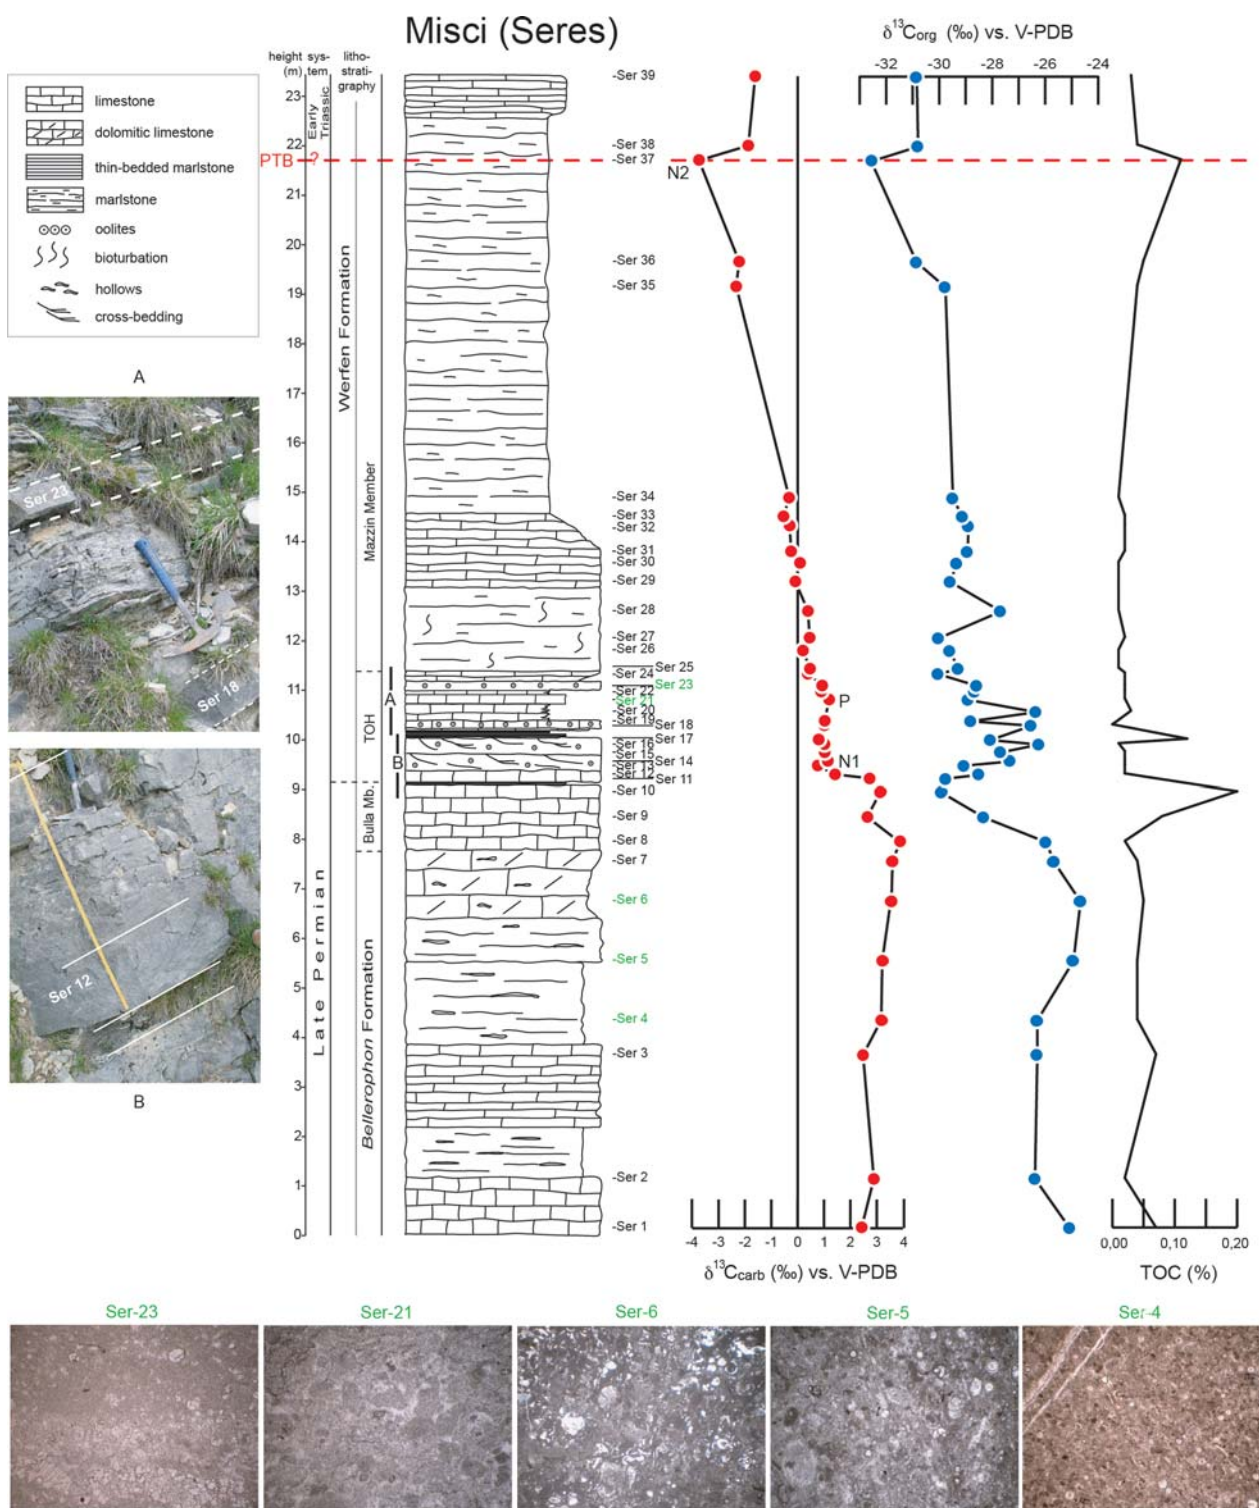 Misci (Seres)
δ13Corg (‰) vs. V-PDB
height (m)
sys-tem
litho-strati-graphy
-32 -30 -28 -26 -24
limestone
dolomitic limestone
thin-bedded marlstone
marlstone
oolites
bioturbation
hollows
cross-bedding
A
Ser 23
Ser 18
Ser 12
B
23
22
PTB ?
21
20
19
18
17
16
15
14
13
12
11
10
9
8
7
6
5
4
3
2
1
0
Early Triassic
Late Permian
Werfen Formation
Bellerophon Formation
Mazzin Member
TOH
Bulla Mb.
A
B
-Ser 39
-Ser 38
-Ser 37
-Ser 36
-Ser 35
-Ser 34
-Ser 33
-Ser 32
-Ser 31
-Ser 30
-Ser 29
-Ser 28
-Ser 27
-Ser 26
Ser 25
-Ser 24
Ser 23
-Ser 22
-Ser 21
-Ser 20
-Ser 19
Ser 18
Ser 17
-Ser 16
-Ser 15
Ser 14
-Ser 13
-Ser 12
Ser 11
-Ser 10
-Ser 9
-Ser 8
-Ser 7
-Ser 6
-Ser 5
-Ser 4
-Ser 3
-Ser 2
-Ser 1
N2
P
N1
-4 -3 -2 -1 0 1 2 3 4
δ13Ccarb (‰) vs. V-PDB
0,00 0,10 0,20
TOC (%)
Ser-23
Ser-21
Ser-6
Ser-5
Ser-4